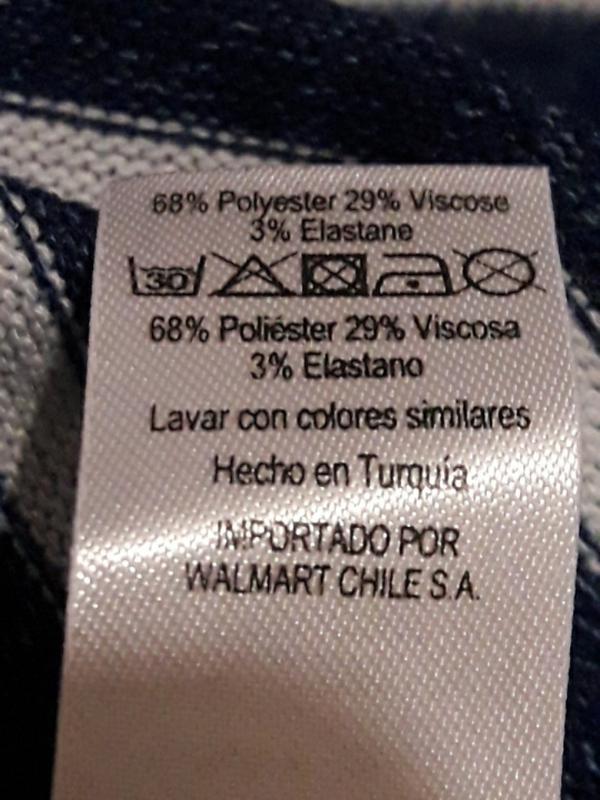 68% Polyester 29% Viscose
3% Elastane
30
68% Poliéster 29% Viscosa
3% Elastano
Lavar con colores similares
Hecho en Turquía
IMPORTADO POR
WALMART CHILE S.A.